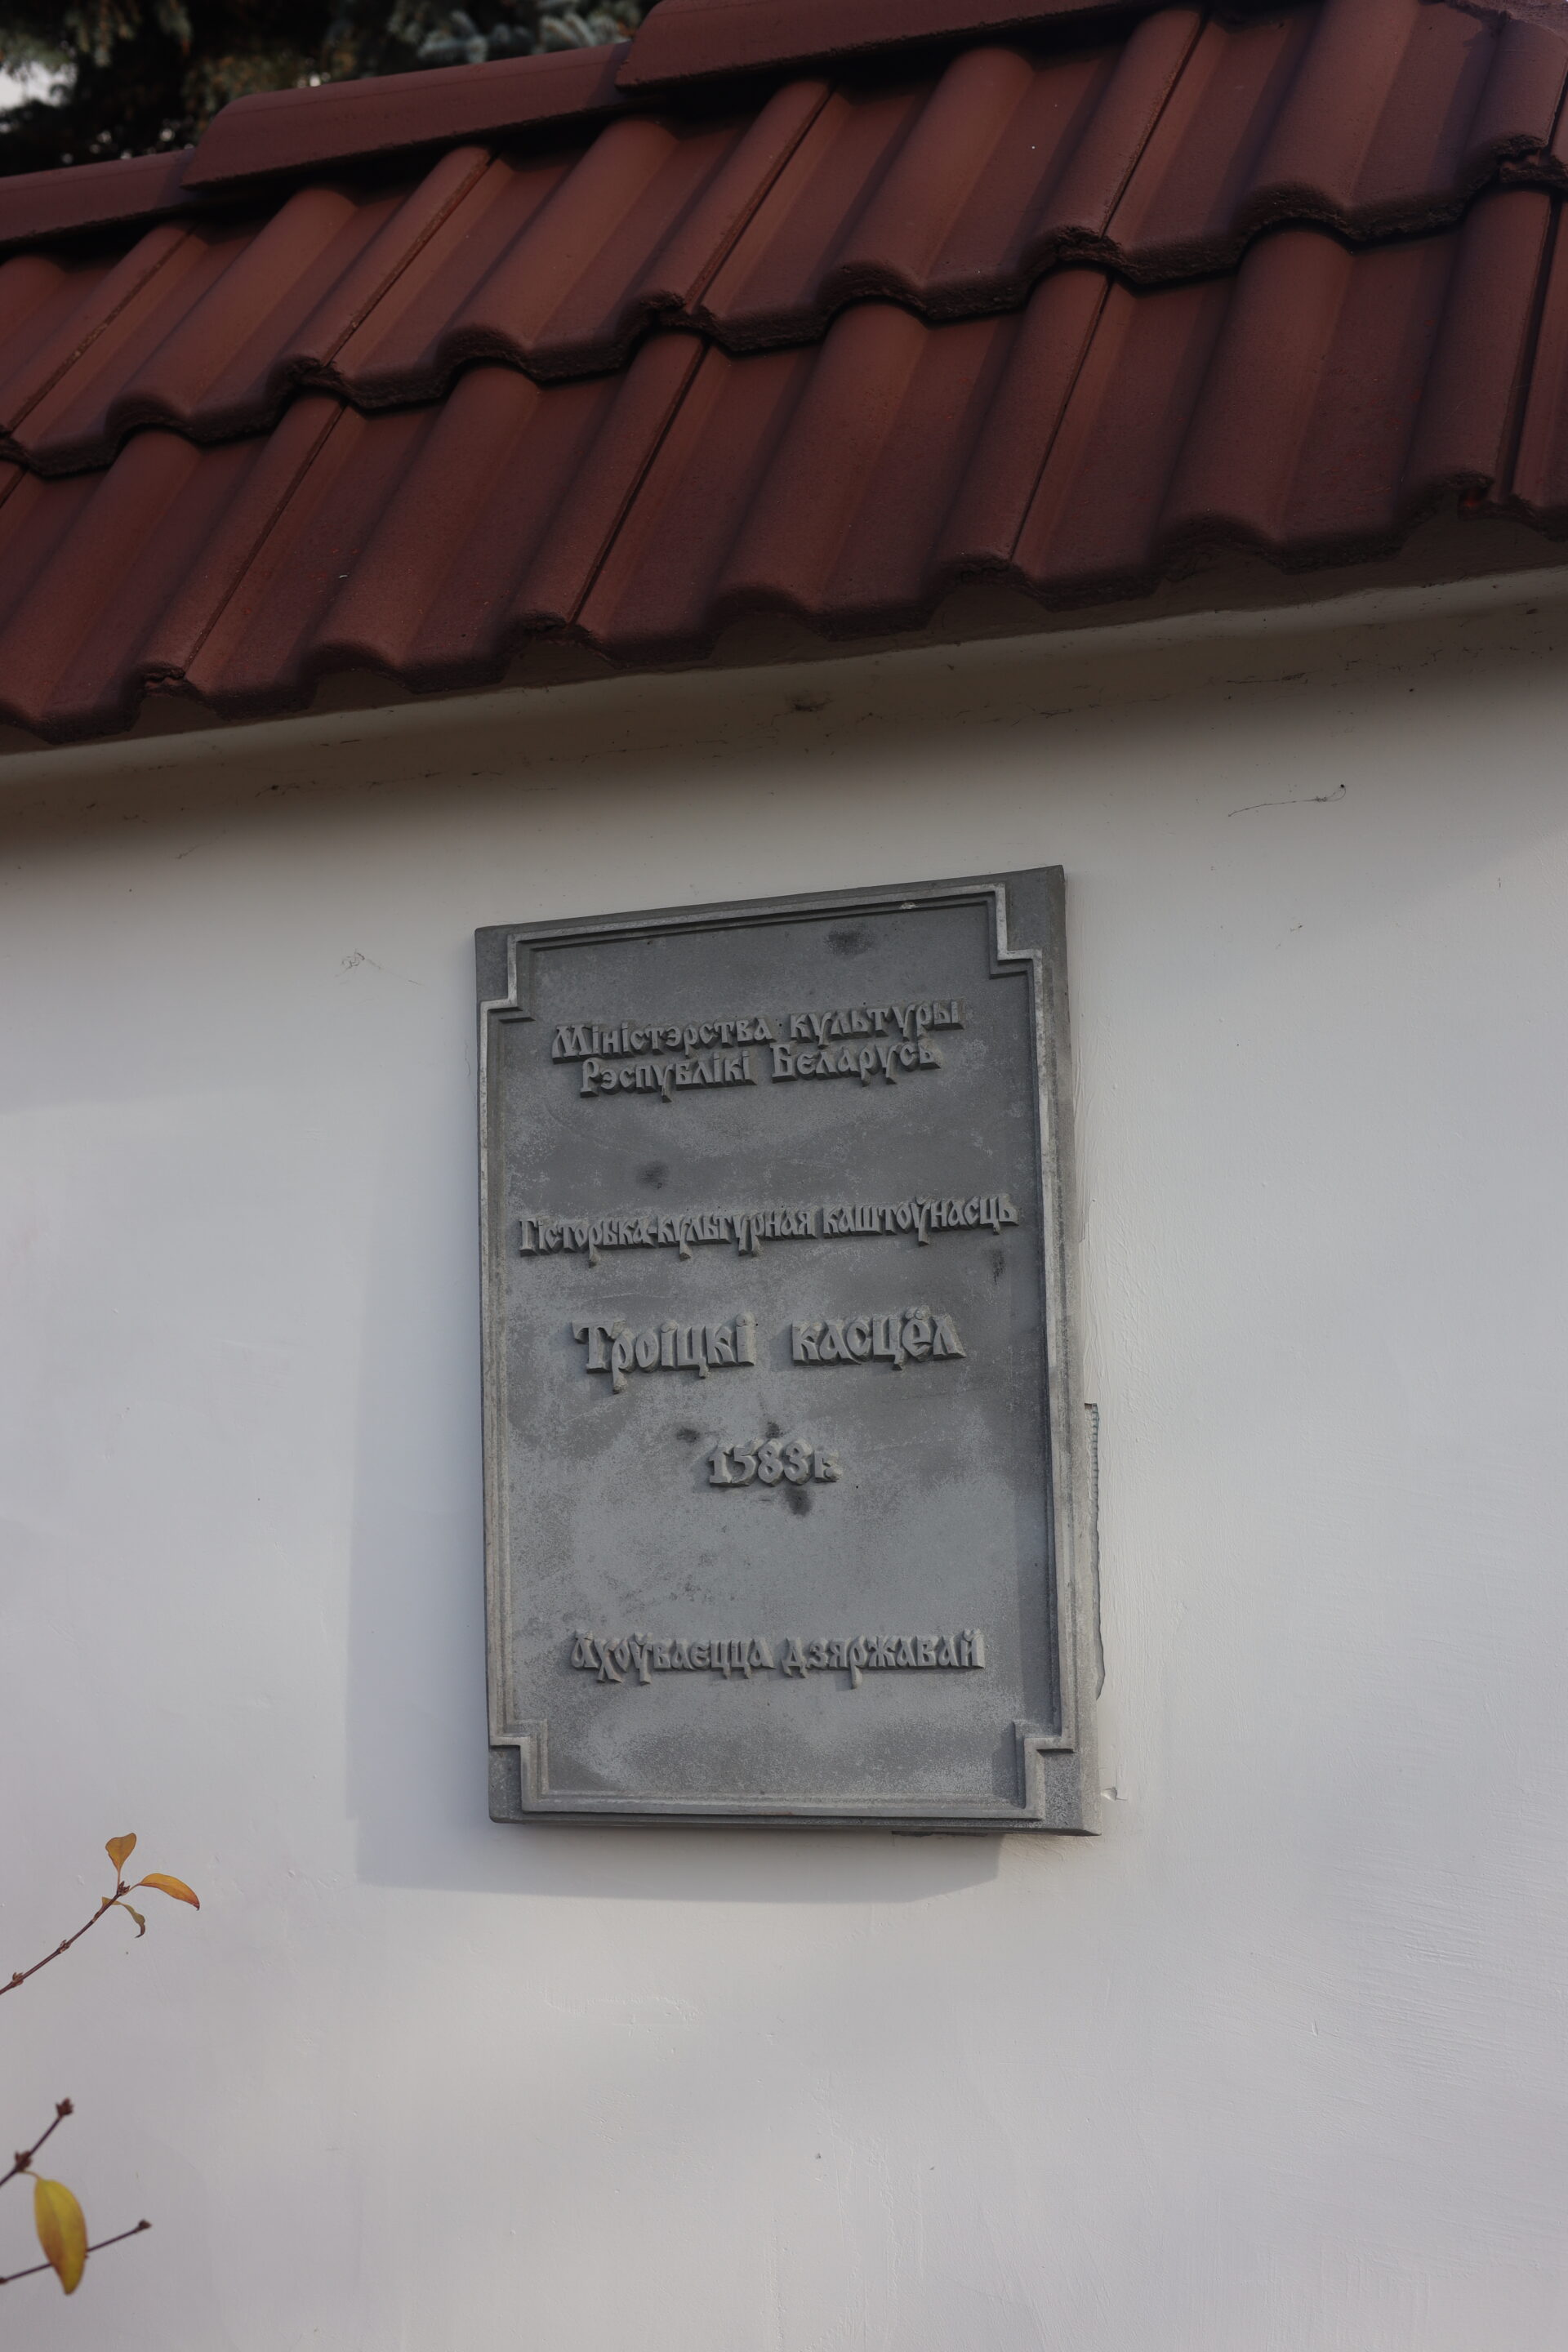 Міністэрства культуры
Рэспублікі Беларусь
Гісторыка-культурная каштоўнасць
Троіцкі касцёл
1583г.
Ахоўваецца дзяржавай